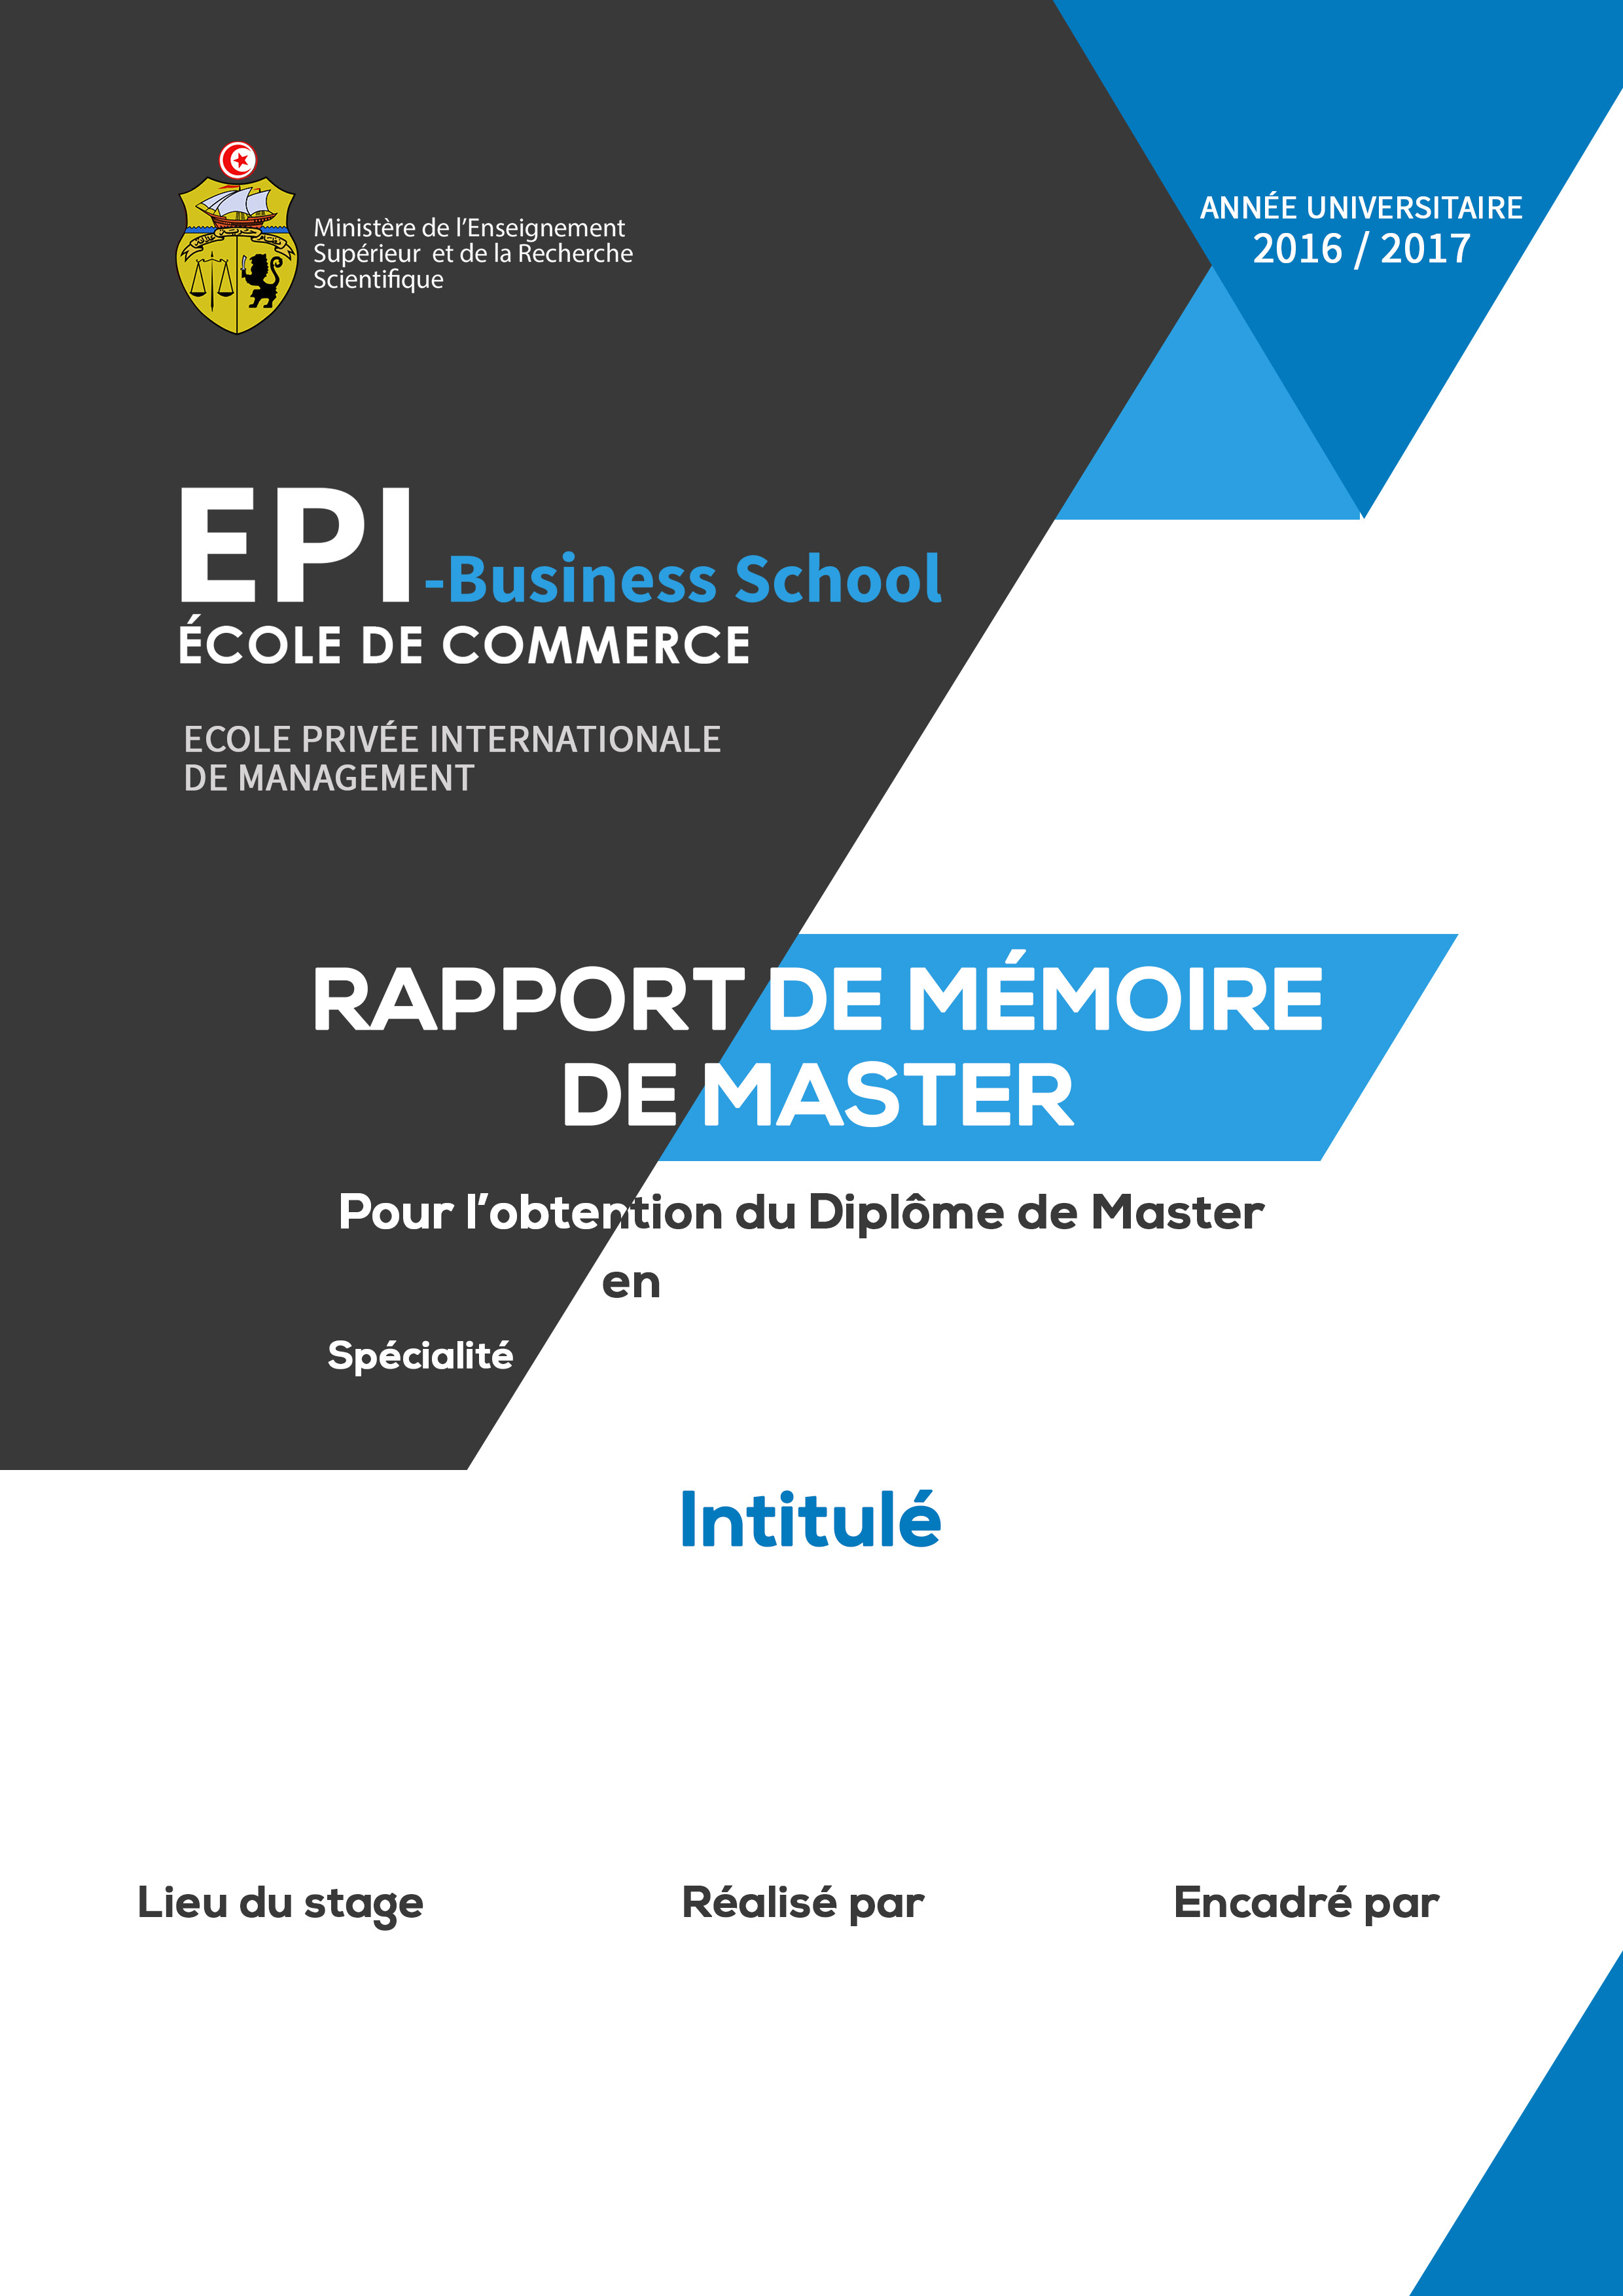 Ministère de l'Enseignement
Supérieur et de la Recherche
Scientifique
ANNÉE UNIVERSITAIRE
2016 / 2017
EPI-Business School
ÉCOLE DE COMMERCE
ECOLE PRIVÉE INTERNATIONALE
DE MANAGEMENT
RAPPORT DE MÉMOIRE
DE MASTER
Pour l'obtention du Diplôme de Master
en
Spécialité
Intitulé
Lieu du stage
Réalisé par
Encadré par